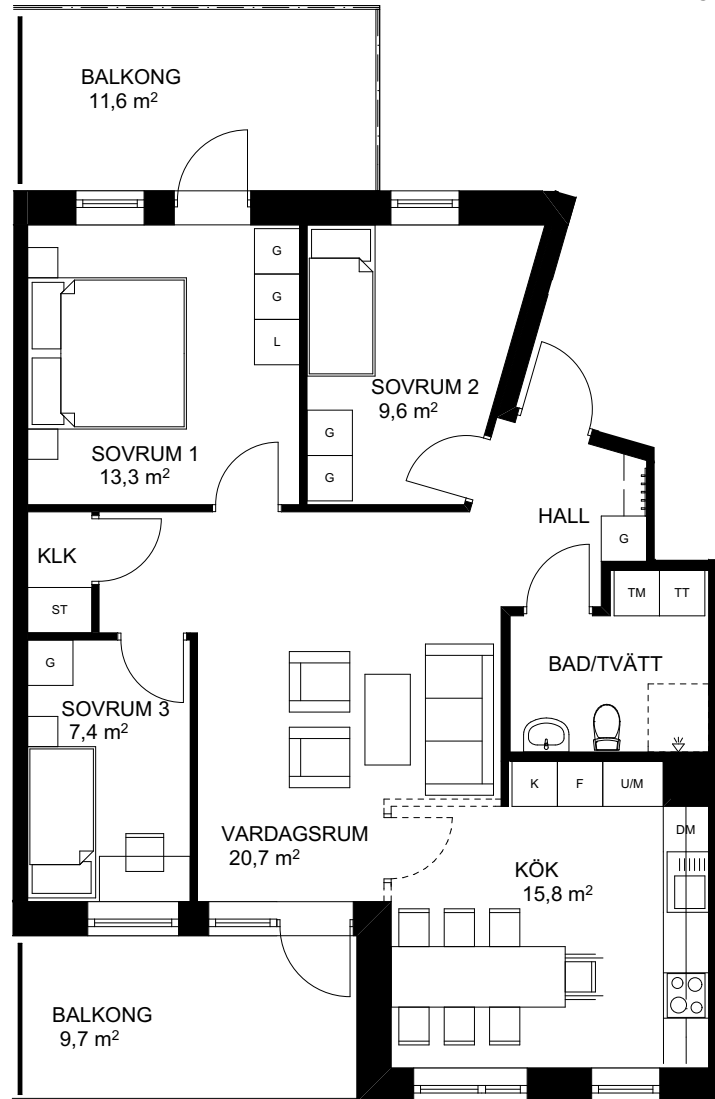 BALKONG
11,6 m²
G
G
L
SOVRUM 2
9,6 m²
G
G
SOVRUM 1
13,3 m²
HALL
G
KLK
ST
TM TT
G
BAD/TVÄTT
SOVRUM 3
7,4 m²
K F U/M
VARDAGSRUM
20,7 m²
DM
KÖK
15,8 m²
BALKONG
9,7 m²